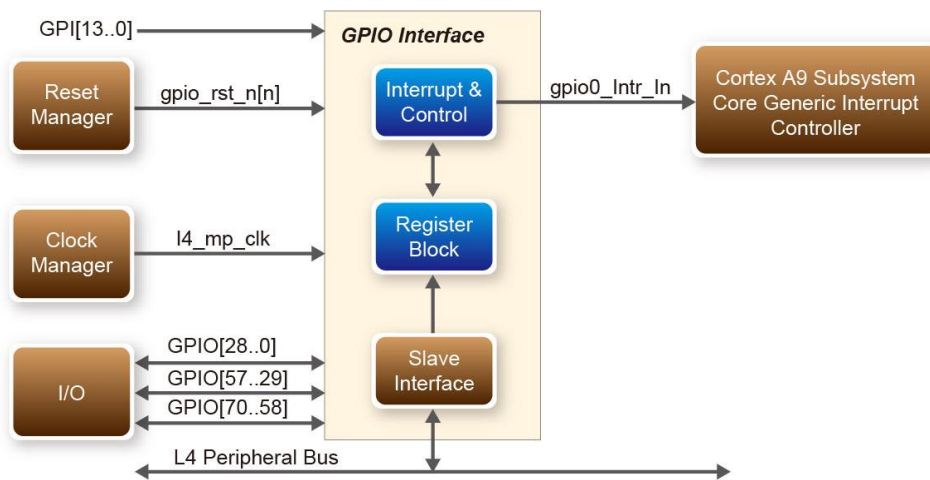 GPI[13..0]
GPIO Interface
Reset
Manager
gpio_rst_n[n]
Interrupt &
Control
gpio0_Intr_In
Cortex A9 Subsystem
Core Generic Interrupt
Controller
Clock
Manager
l4_mp_clk
Register
Block
I/O
GPIO[28..0]
GPIO[57..29]
GPIO[70..58]
Slave
Interface
L4 Peripheral Bus